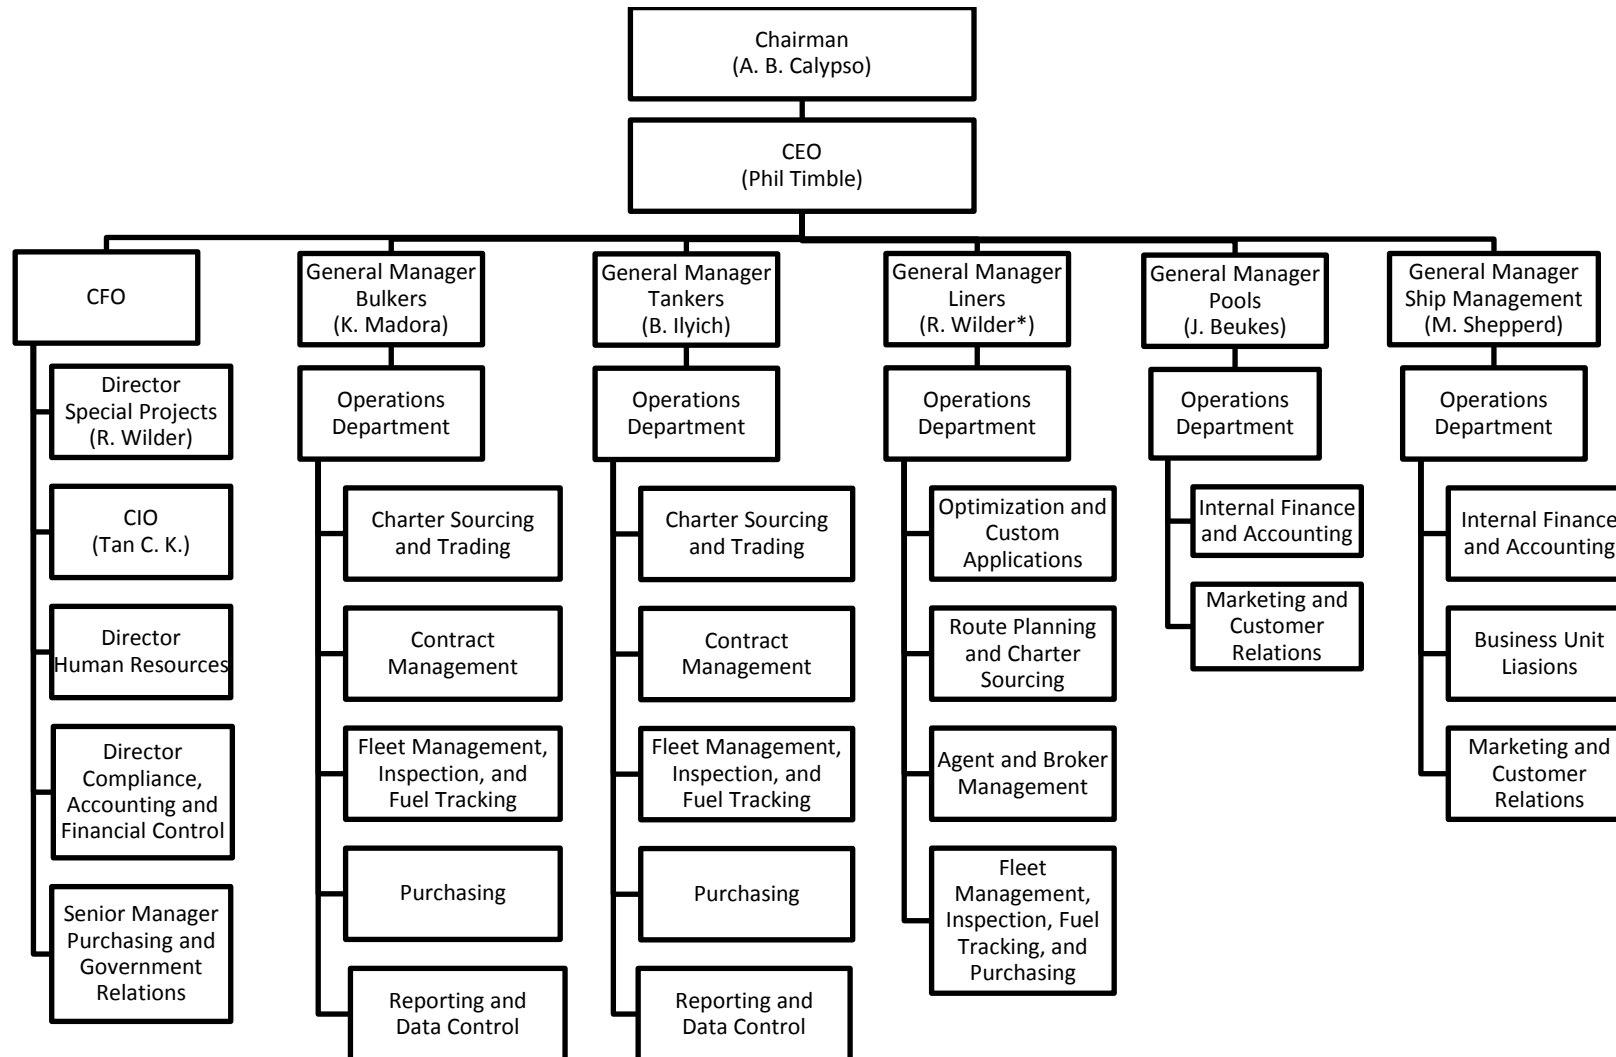 Chairman
(A. B. Calypso)
CEO
(Phil Timble)
CFO
Director
Special Projects
(R. Wilder)
CIO
(Tan C. K.)
Director
Human Resources
Director
Compliance,
Accounting and
Financial Control
Senior Manager
Purchasing and
Government
Relations
General Manager
Bulkers
(K. Madora)
Operations
Department
Charter Sourcing
and Trading
Contract
Management
Fleet Management,
Inspection, and
Fuel Tracking
Purchasing
Reporting and
Data Control
General Manager
Tankers
(B. Ilyich)
Operations
Department
Charter Sourcing
and Trading
Contract
Management
Fleet Management,
Inspection, and
Fuel Tracking
Purchasing
Reporting and
Data Control
General Manager
Liners
(R. Wilder*)
Operations
Department
Optimization and
Custom
Applications
Route Planning
and Charter
Sourcing
Agent and Broker
Management
Fleet
Management,
Inspection, Fuel
Tracking, and
Purchasing
General Manager
Pools
(J. Beukes)
Operations
Department
Internal Finance
and Accounting
Marketing and
Customer
Relations
General Manager
Ship Management
(M. Shepperd)
Operations
Department
Internal Finance
and Accounting
Business Unit
Liasions
Marketing and
Customer
Relations